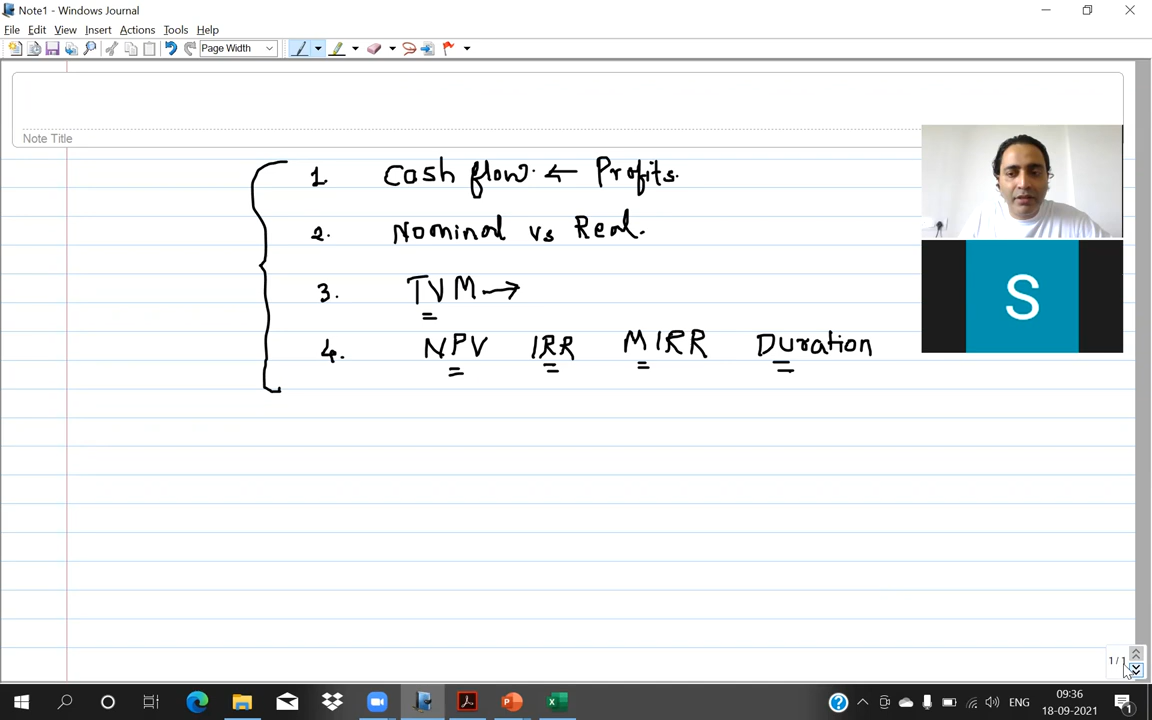 Note1 - Windows Journal
File Edit View Insert Actions Tools Help
Page Width
Note Title
1 Cash flow. ← Profits.
2. Nominal vs Real.
3. TVM →
4. NPV IRR MIRR Duration
S
1 / 1
ENG
09:36
18-09-2021
1